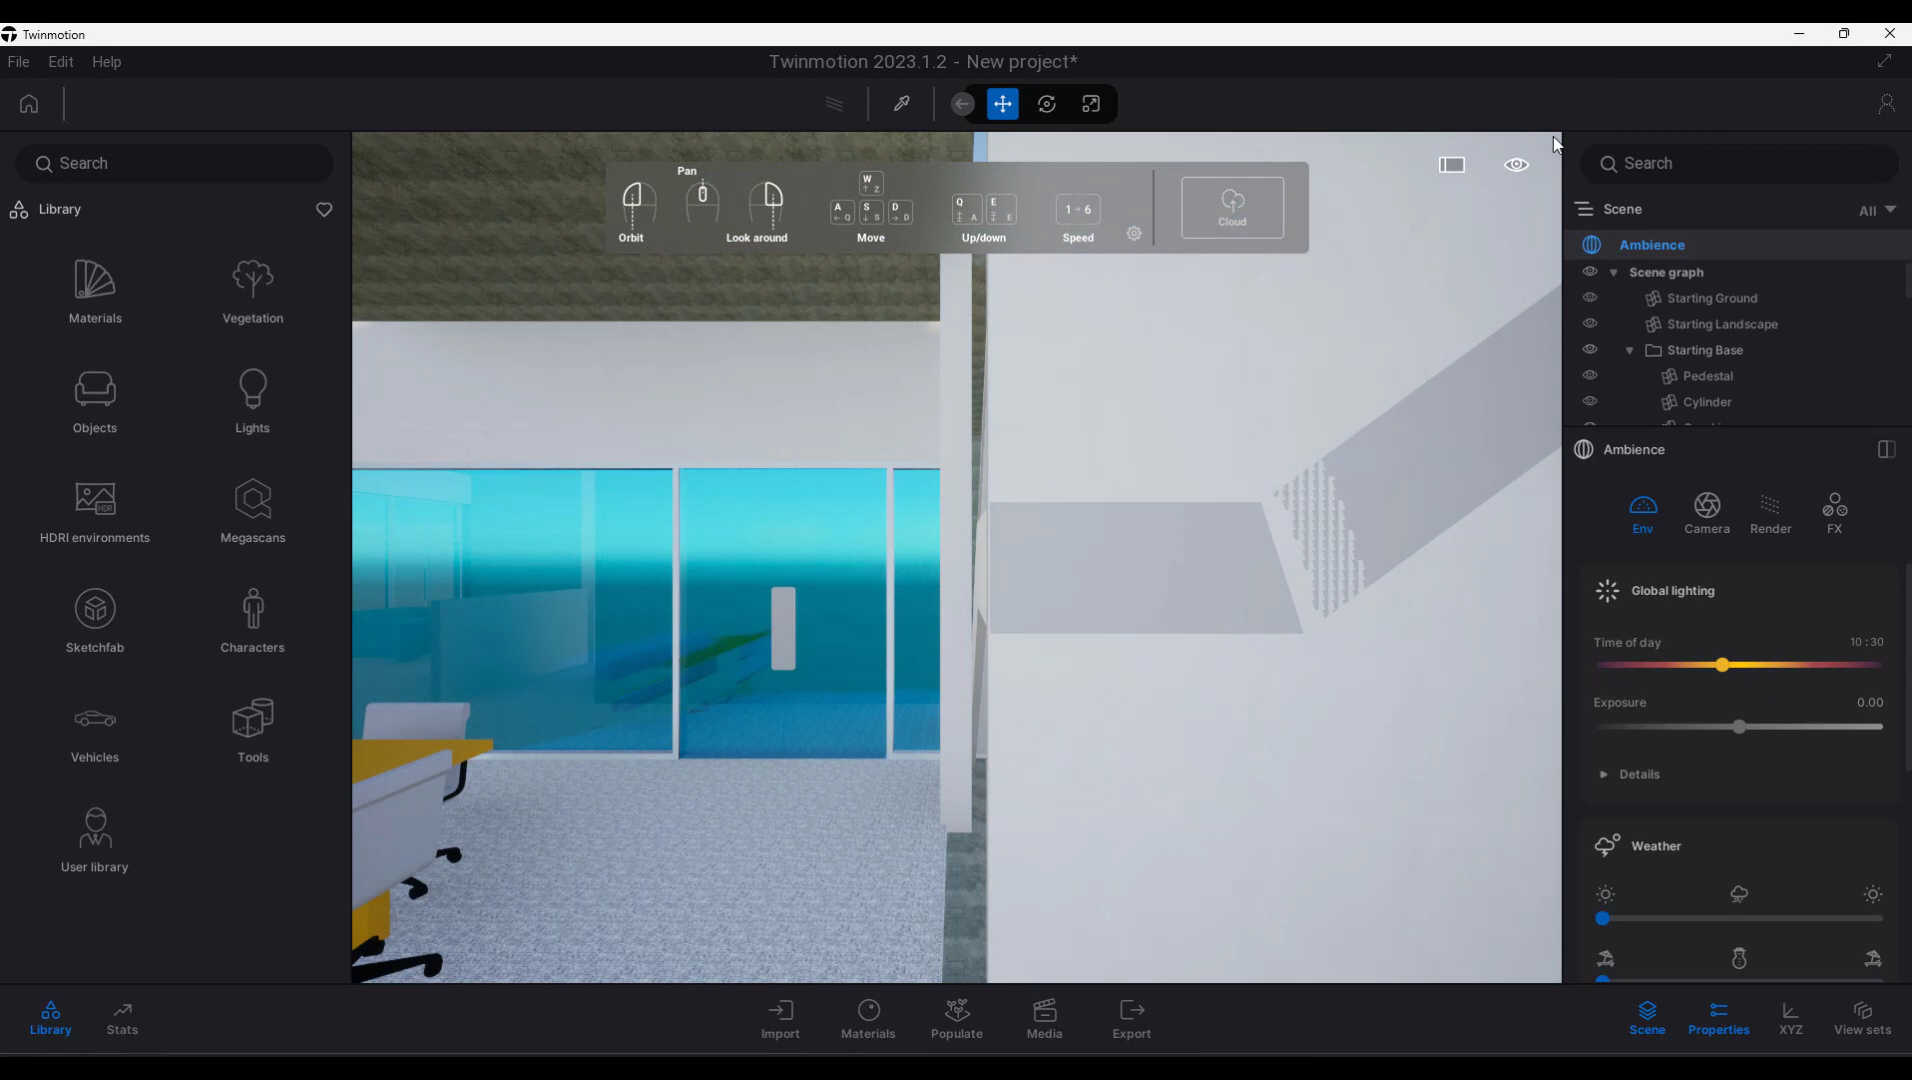 Twinmotion
File Edit Help
Twinmotion 2023.1.2 - New project*
Search
Library
Materials
Vegetation
Objects
Lights
HDR
HDRI environments
Megascans
Sketchfab
Characters
Vehicles
Tools
User library
Pan
Orbit
Look around
W
Z
A S D
Q S D
Move
Q E
A E
Up/down
1 6
Speed
Cloud
Search
Scene
All
Ambience
Scene graph
Starting Ground
Starting Landscape
Starting Base
Pedestal
Cylinder
Ambience
Env
Camera
Render
FX
Global lighting
Time of day 10:30
Exposure 0.00
Details
Weather
Library
Stats
Import
Materials
Populate
Media
Export
Scene
Properties
XYZ
View sets